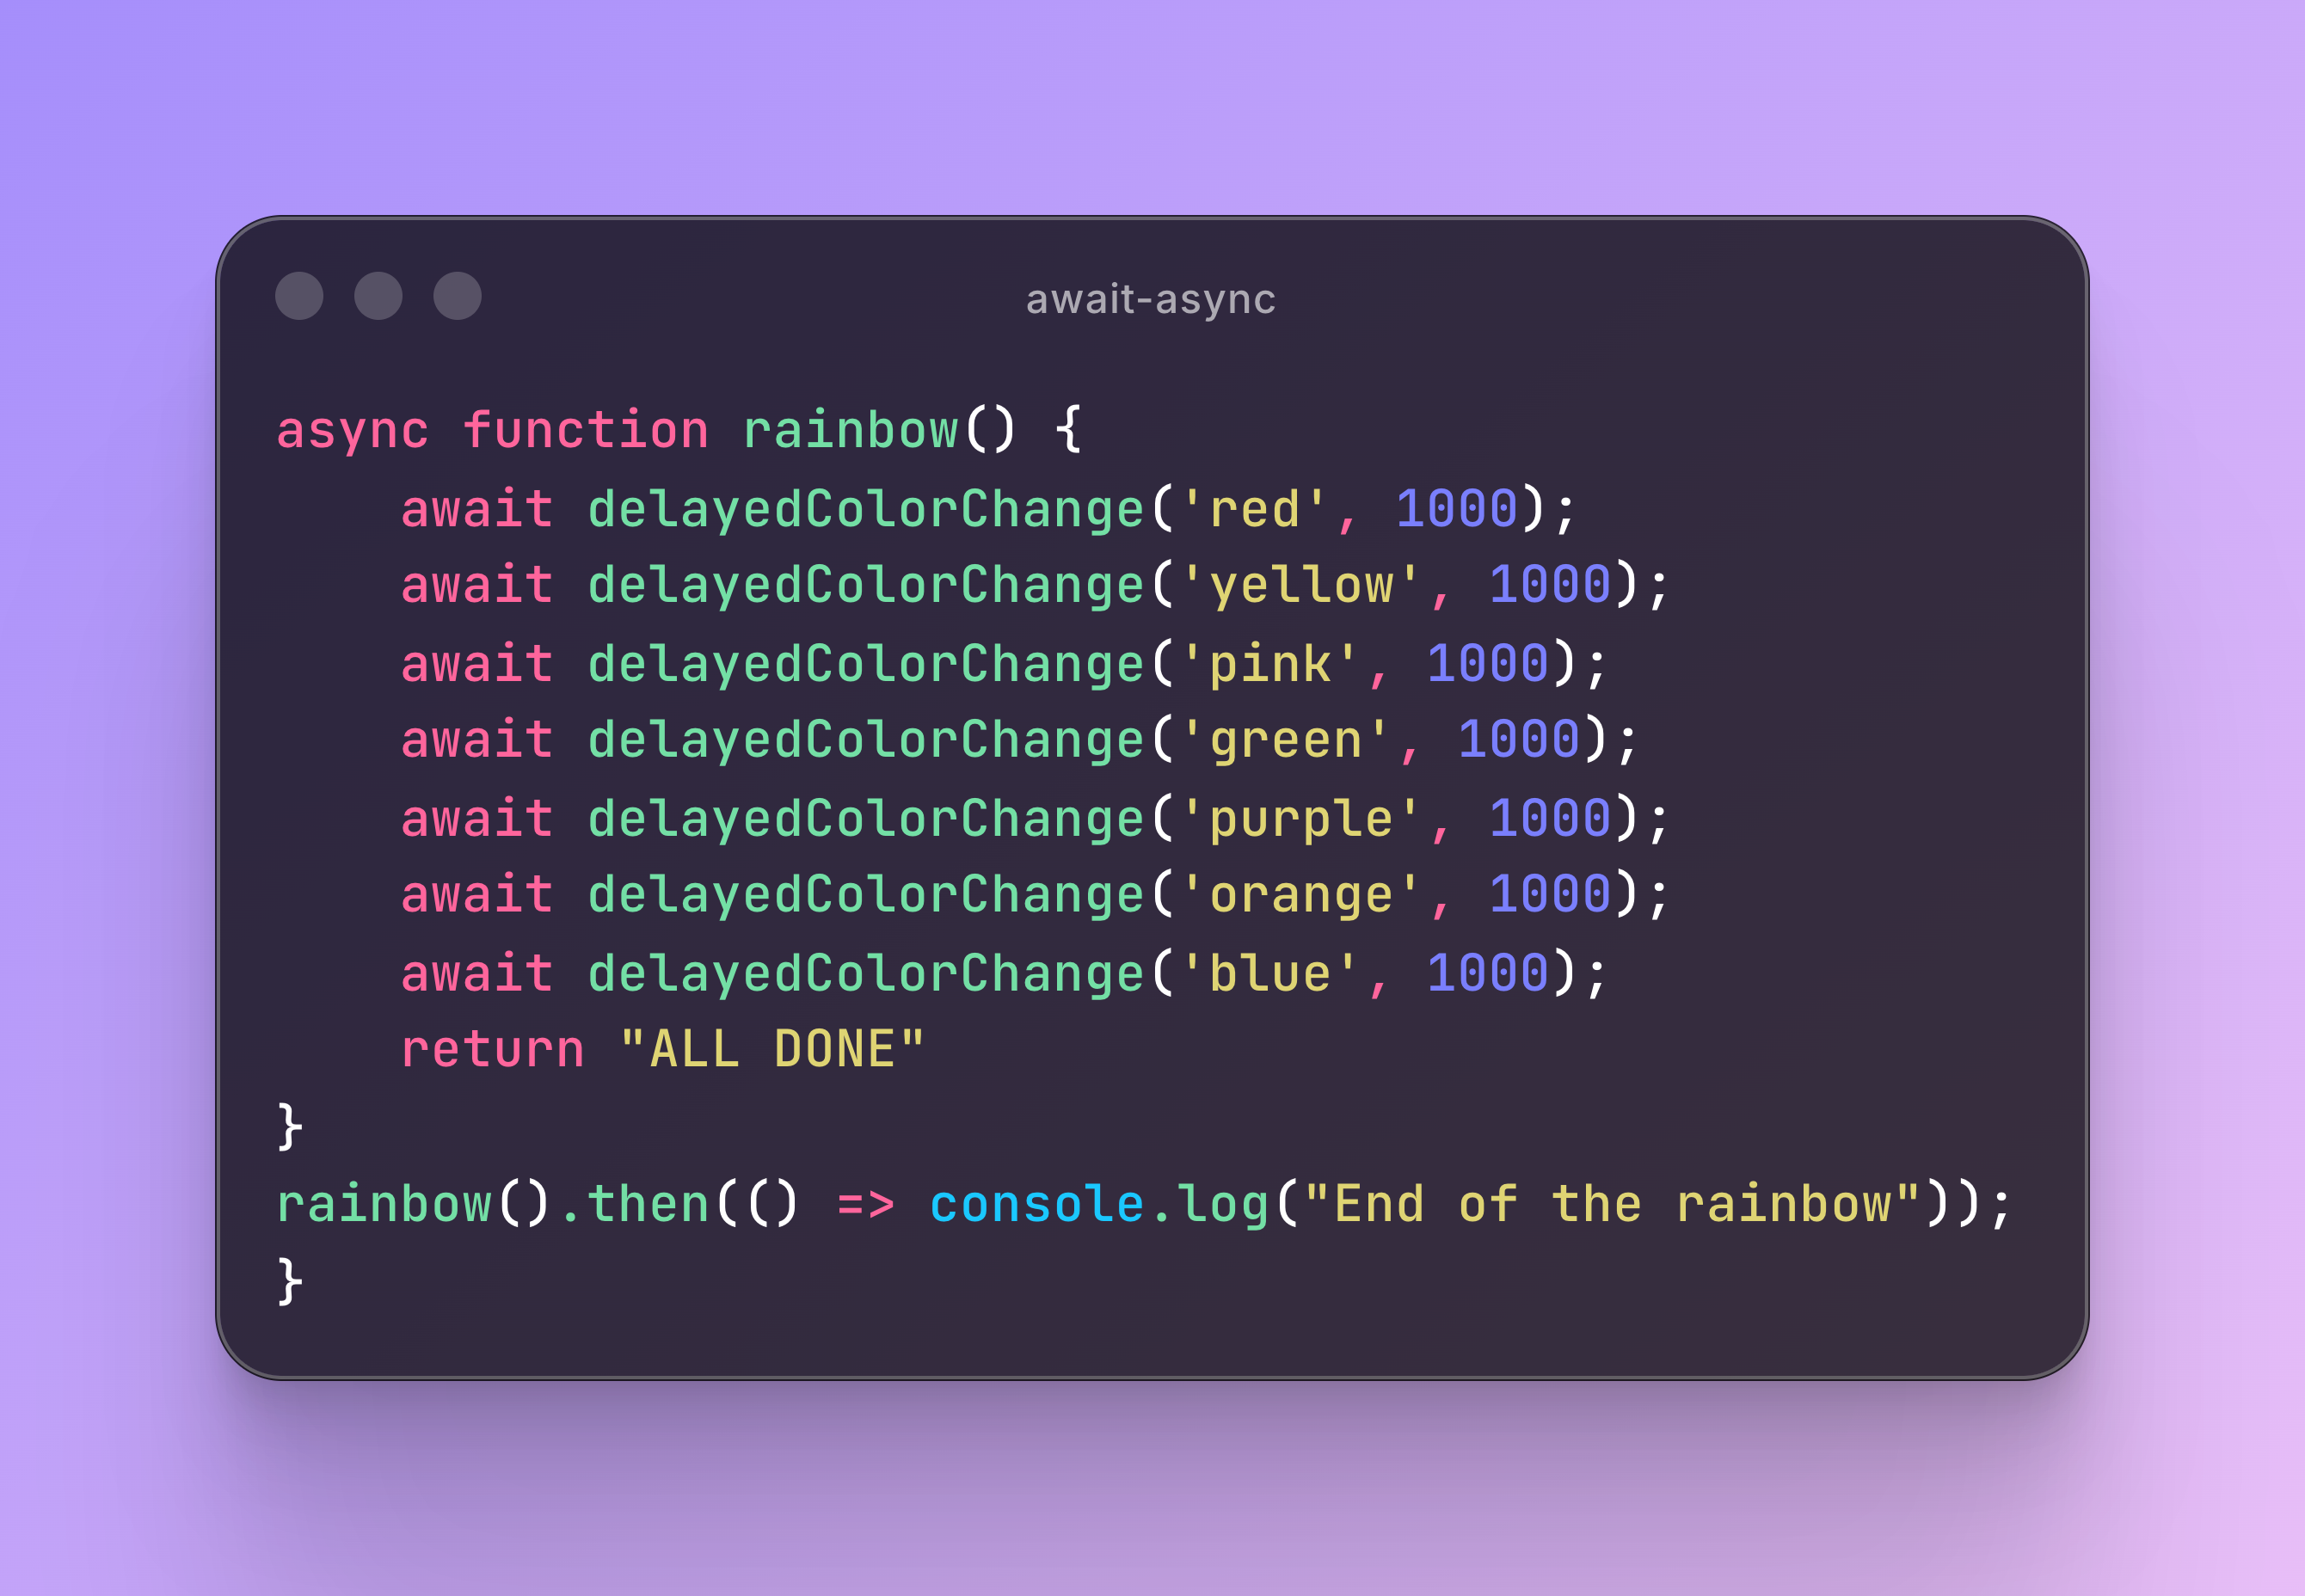 await-async
async function rainbow() {
    await delayedColorChange('red', 1000);
    await delayedColorChange('yellow', 1000);
    await delayedColorChange('pink', 1000);
    await delayedColorChange('green', 1000);
    await delayedColorChange('purple', 1000);
    await delayedColorChange('orange', 1000);
    await delayedColorChange('blue', 1000);
    return "ALL DONE"
}
rainbow().then(() => console.log("End of the rainbow"));
}